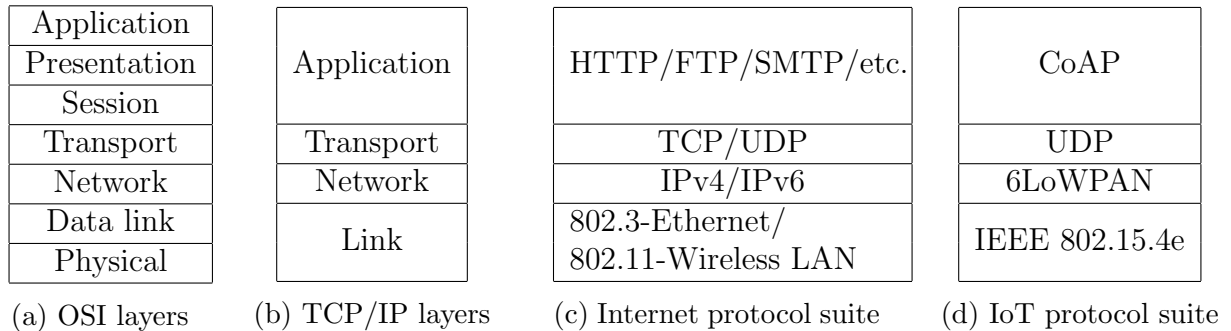 Application
Presentation
Session
Transport
Network
Data link
Physical
(a) OSI layers
Application
Transport
Network
Link
(b) TCP/IP layers
HTTP/FTP/SMTP/etc.
TCP/UDP
IPv4/IPv6
802.3-Ethernet/
802.11-Wireless LAN
(c) Internet protocol suite
CoAP
UDP
6LoWPAN
IEEE 802.15.4e
(d) IoT protocol suite